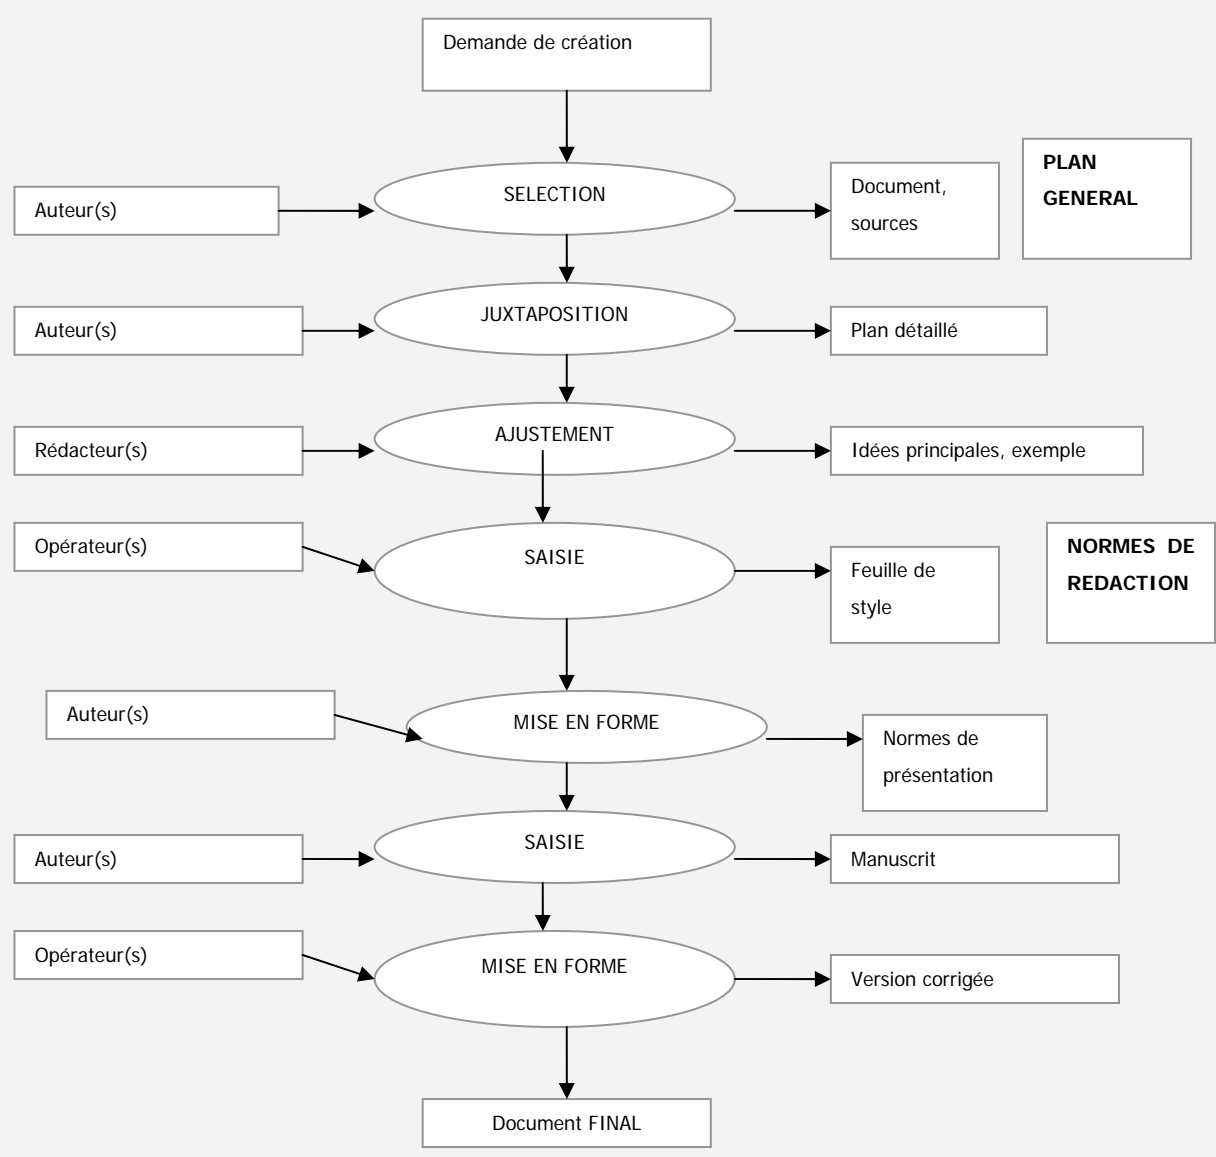 Demande de création
Auteur(s)
SELECTION
Document,
sources
PLAN
GENERAL
Auteur(s)
JUXTAPOSITION
Plan détaillé
Rédacteur(s)
AJUSTEMENT
Idées principales, exemple
Opérateur(s)
SAISIE
Feuille de
style
NORMES DE
REDACTION
Auteur(s)
MISE EN FORME
Normes de
présentation
Auteur(s)
SAISIE
Manuscrit
Opérateur(s)
MISE EN FORME
Version corrigée
Document FINAL